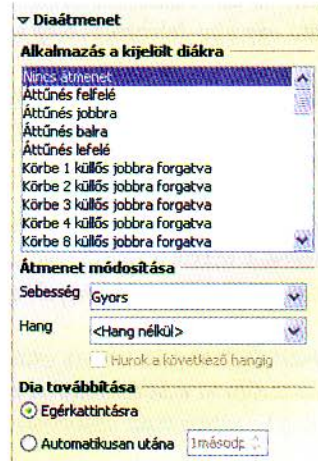 Diaátmenet
Alkalmazás a kijelölt diákra
Nincs átmenet
Áttűnés felfelé
Áttűnés jobbra
Áttűnés balra
Áttűnés lefelé
Körbe 1 küllős jobbra forgatva
Körbe 2 küllős jobbra forgatva
Körbe 3 küllős jobbra forgatva
Körbe 4 küllős jobbra forgatva
Körbe 8 küllős jobbra forgatva
Átmenet módosítása
Sebesség Gyors
Hang <Hang nélkül>
Hurok a következő hangig
Dia továbbítása
Egérkattintásra
Automatikusan utána 1másodp